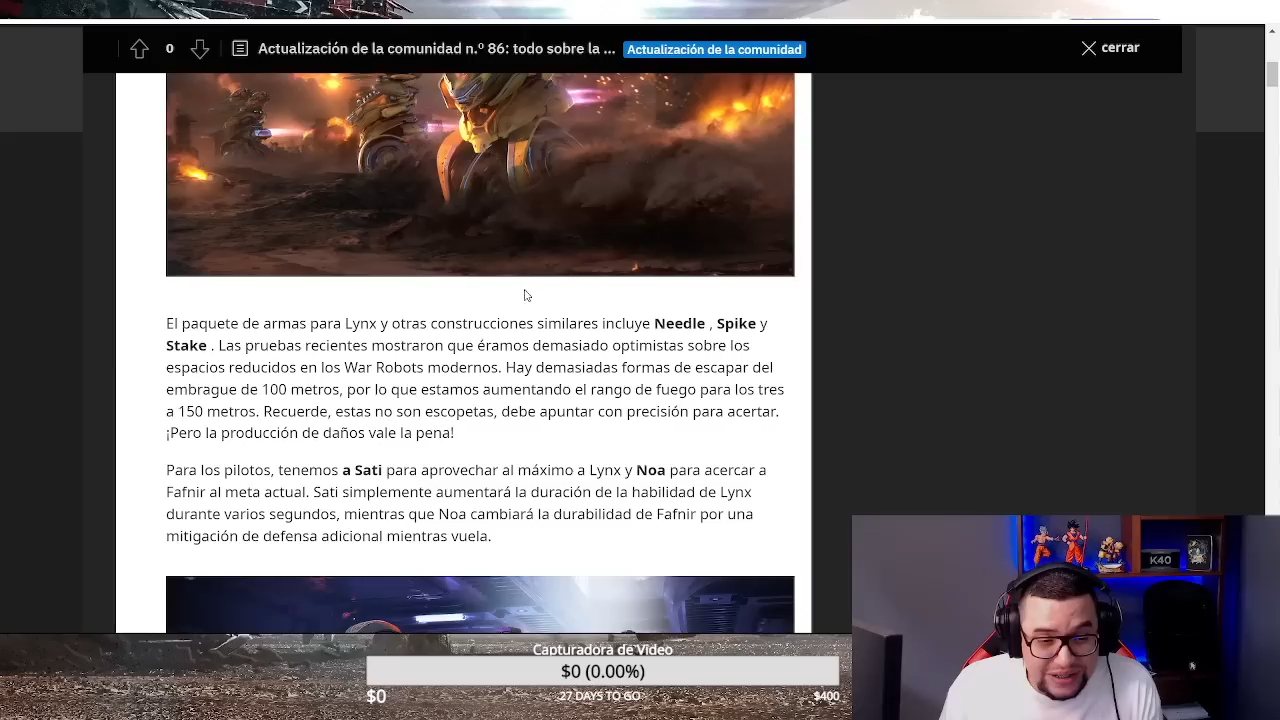 0 Actualización de la comunidad n.º 86: todo sobre la ... Actualización de la comunidad cerrar
El paquete de armas para Lynx y otras construcciones similares incluye Needle , Spike y
Stake . Las pruebas recientes mostraron que éramos demasiado optimistas sobre los
espacios reducidos en los War Robots modernos. Hay demasiadas formas de escapar del
embrague de 100 metros, por lo que estamos aumentando el rango de fuego para los tres
a 150 metros. Recuerde, estas no son escopetas, debe apuntar con precisión para acertar.
¡Pero la producción de daños vale la pena!
Para los pilotos, tenemos a Sati para aprovechar al máximo a Lynx y Noa para acercar a
Fafnir al meta actual. Sati simplemente aumentará la duración de la habilidad de Lynx
durante varios segundos, mientras que Noa cambiará la durabilidad de Fafnir por una
mitigación de defensa adicional mientras vuela.
K40
Capturadora de Video
$0 (0.00%)
$0 27 DAYS TO GO $400